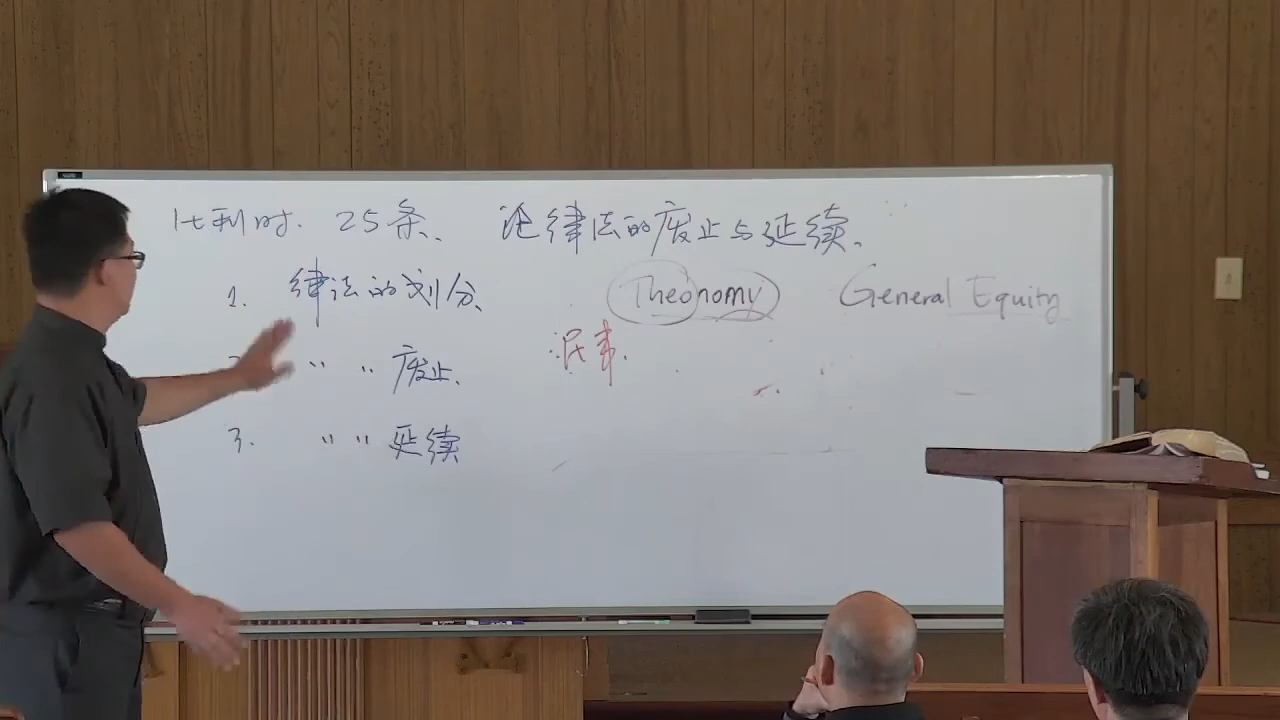 比利时. 25条、 论律法的废止与延续.
1. 律法的划分、 Theonomy General Equity
2. " " 废止. 民事.
3. " " 延续